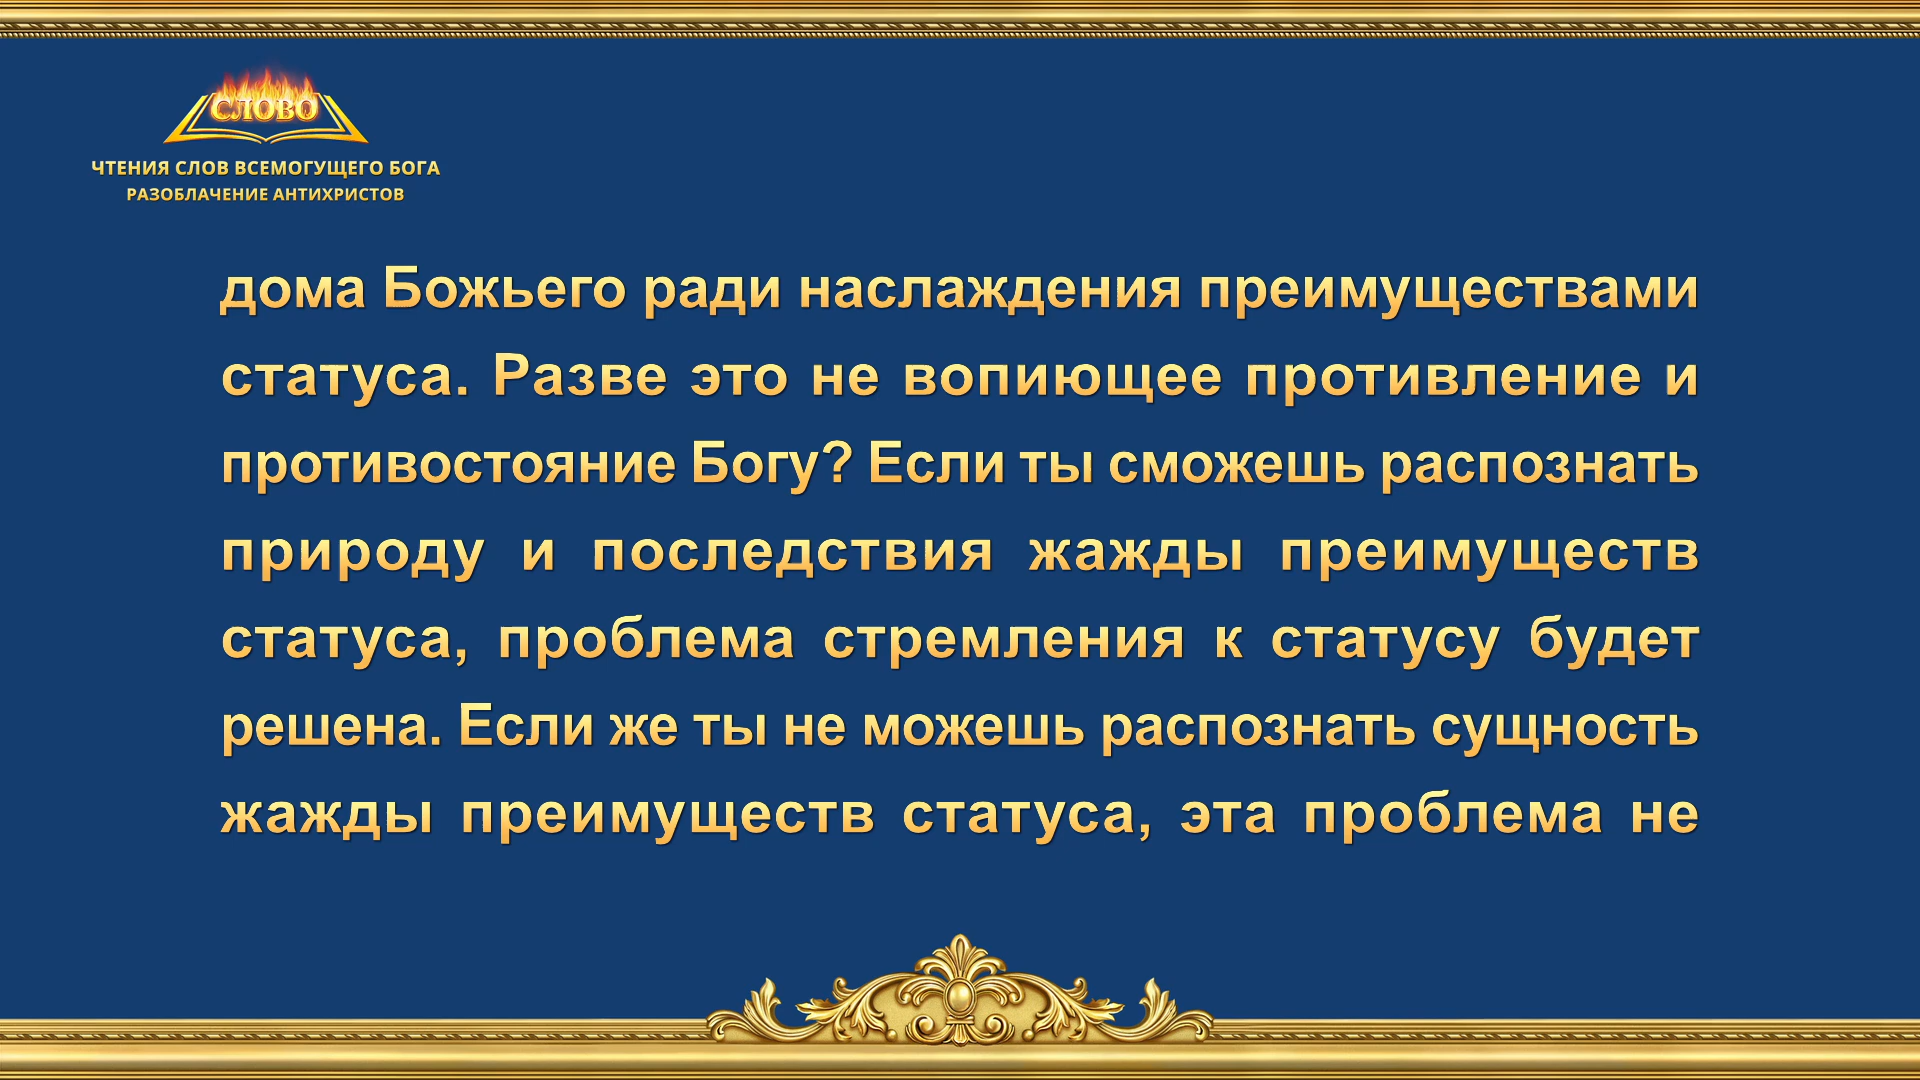 СЛОВО
ЧТЕНИЯ СЛОВ ВСЕМОГУЩЕГО БОГА
РАЗОБЛАЧЕНИЕ АНТИХРИСТОВ
дома Божьего ради наслаждения преимуществами
статуса. Разве это не вопиющее противление и
противостояние Богу? Если ты сможешь распознать
природу и последствия жажды преимуществ
статуса, проблема стремления к статусу будет
решена. Если же ты не можешь распознать сущность
жажды преимуществ статуса, эта проблема не